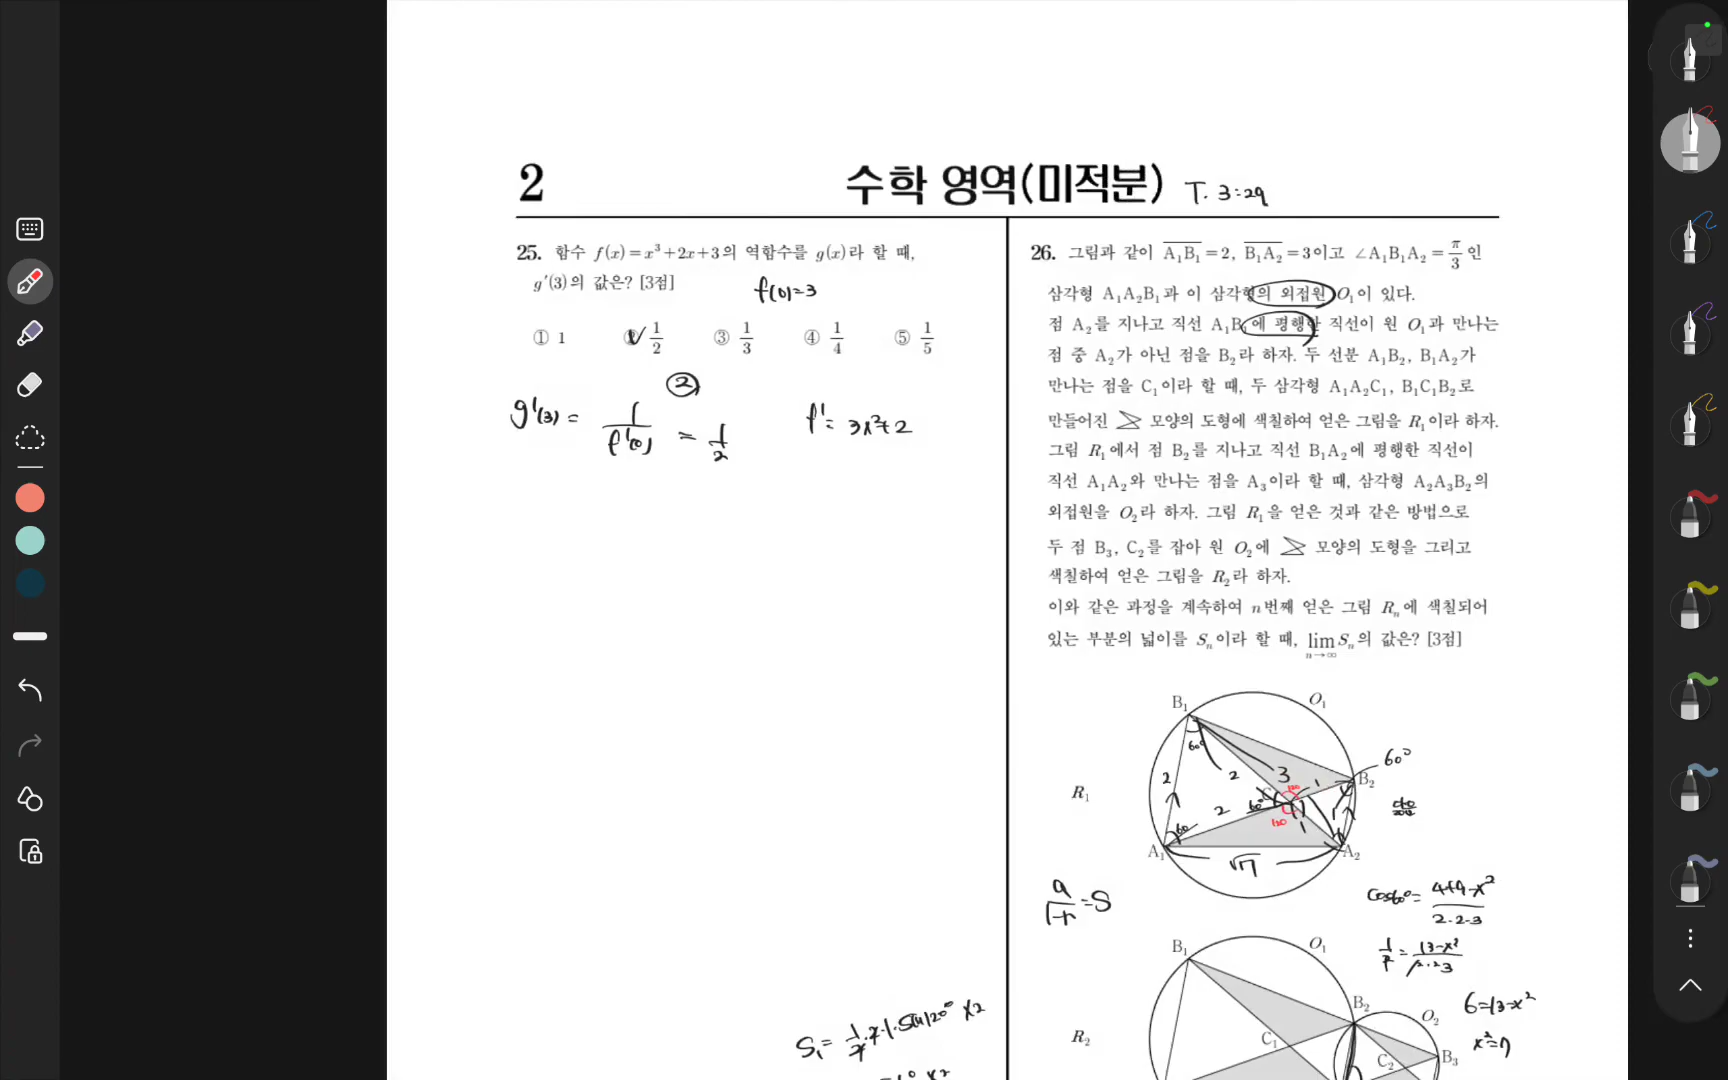 2
수학 영역(미적분)
T. 3:29
25. 함수 f(x)=x³+2x+3의 역함수를 g(x)라 할 때,
g′(3)의 값은? [3점]
f(0)=3
① 1 ② 1/2 ③ 1/3 ④ 1/4 ⑤ 1/5
②
g'(3) = 1/f'(0) = 1/2
f' = 3x²+2
26. 그림과 같이 A₁B₁=2, B₁A₂=3이고 ∠A₁B₁A₂=π/3인
삼각형 A₁A₂B₁과 이 삼각형의 외접원 O₁이 있다.
점 A₂를 지나고 직선 A₁B₁에 평행한 직선이 원 O₁과 만나는
점 중 A₂가 아닌 점을 B₂라 하자. 두 선분 A₁B₂, B₁A₂가
만나는 점을 C₁이라 할 때, 두 삼각형 A₁A₂C₁, B₁C₁B₂로
만들어진 모양의 도형에 색칠하여 얻은 그림을 R₁이라 하자.
그림 R₁에서 점 B₂를 지나고 직선 B₁A₂에 평행한 직선이
직선 A₁A₂와 만나는 점을 A₃이라 할 때, 삼각형 A₂A₃B₂의
외접원을 O₂라 하자. 그림 R₁을 얻은 것과 같은 방법으로
두 점 B₃, C₂를 잡아 원 O₂에 모양의 도형을 그리고
색칠하여 얻은 그림을 R₂라 하자.
이와 같은 과정을 계속하여 n번째 얻은 그림 Rₙ에 색칠되어
있는 부분의 넓이를 Sₙ이라 할 때, lim n→∞ Sₙ의 값은? [3점]
B₁ O₁
60° 60°
2 2 3 1 B₂
R₁
2 60° 120 1
60 120 1
A₁ √7 A₂
a/1-r = S
cos60° = 4+9-x²/2·2·3
B₁ O₁
13-x²
B₂ 6=13-x²
O₂
S₁ = 1/2·2·1·sin120° ×2
R₂ C₁ x²=7
C₂ B₃
×2